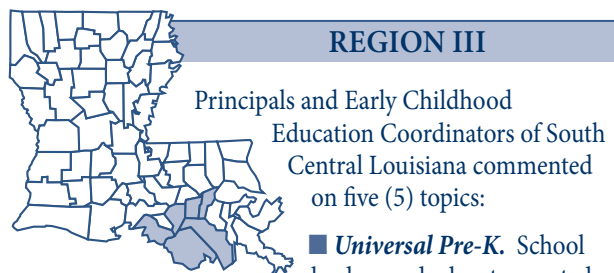 REGION III
Principals and Early Childhood
Education Coordinators of South
Central Louisiana commented
on five (5) topics:
■ Universal Pre-K. School